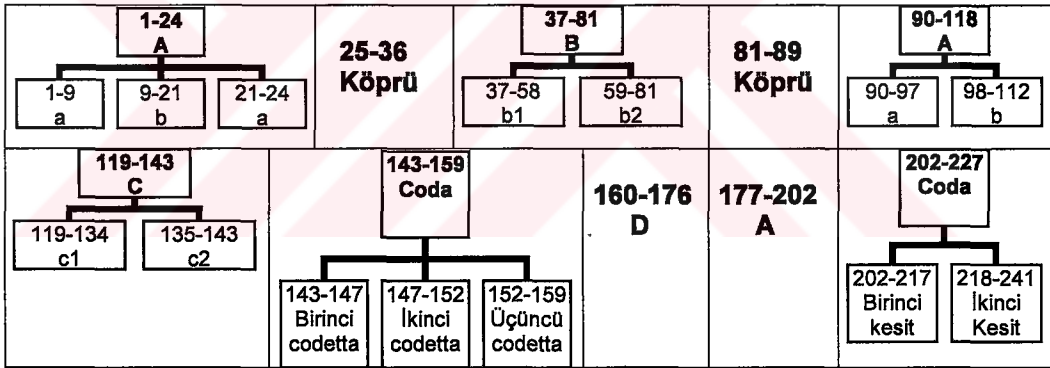 1-24
A
1-9
a
9-21
b
21-24
a
25-36
Köprü
37-81
B
37-58
b1
59-81
b2
81-89
Köprü
90-118
A
90-97
a
98-112
b
119-143
C
119-134
c1
135-143
c2
143-159
Coda
143-147
Birinci
codetta
147-152
İkinci
codetta
152-159
Üçüncü
codetta
160-176
D
177-202
A
202-227
Coda
202-217
Birinci
kesit
218-241
İkinci
Kesit